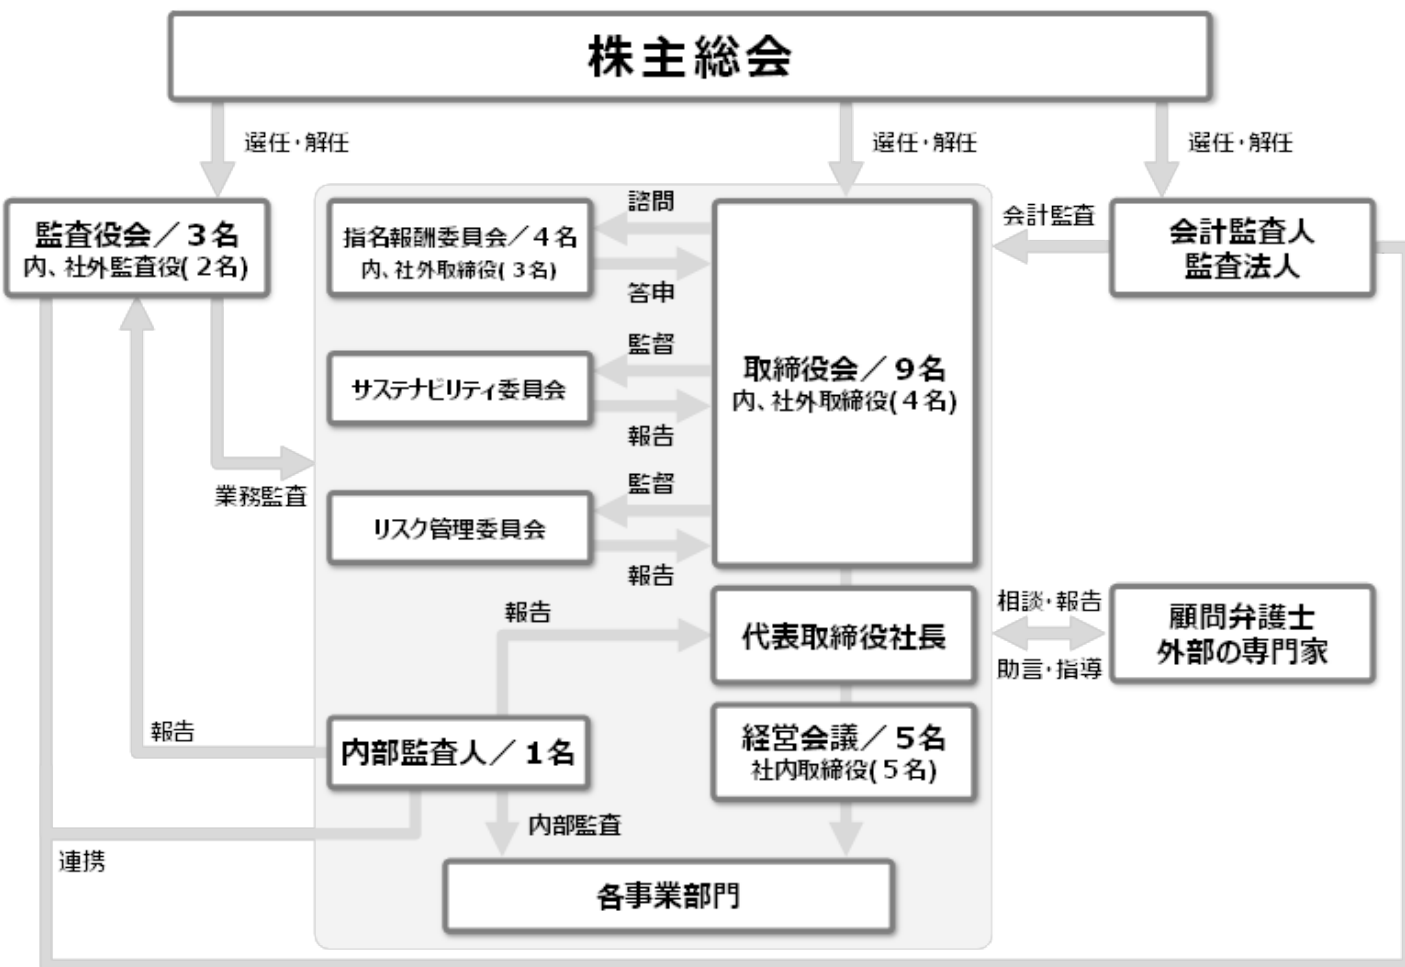 株主総会
選任・解任
選任・解任
選任・解任
監査役会／3名
内、社外監査役(2名)
指名報酬委員会／4名
内、社外取締役(3名)
諮問
答申
会計監査
会計監査人
監査法人
取締役会／9名
内、社外取締役(4名)
サステナビリティ委員会
監督
報告
業務監査
リスク管理委員会
監督
報告
報告
代表取締役社長
相談・報告
助言・指導
顧問弁護士
外部の専門家
報告
内部監査人／1名
経営会議／5名
社内取締役(5名)
内部監査
連携
各事業部門